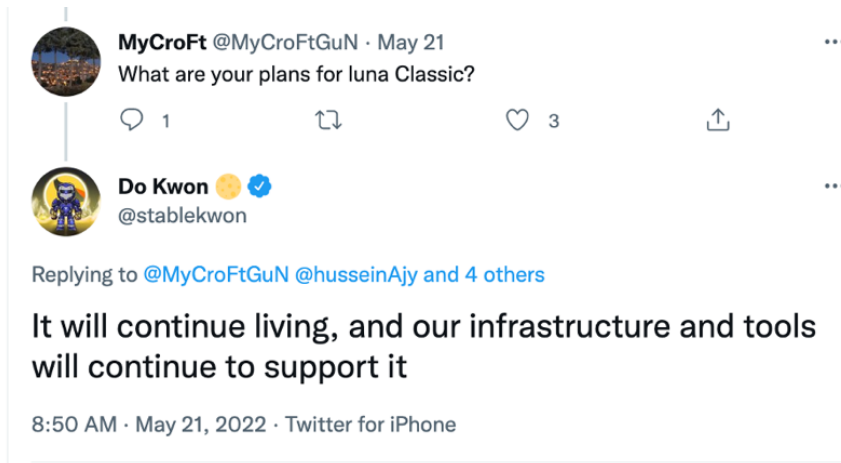 MyCroFt @MyCroFtGuN · May 21
What are your plans for luna Classic?
1
3
Do Kwon
@stablekwon
Replying to @MyCroFtGuN @husseinAjy and 4 others
It will continue living, and our infrastructure and tools
will continue to support it
8:50 AM · May 21, 2022 · Twitter for iPhone